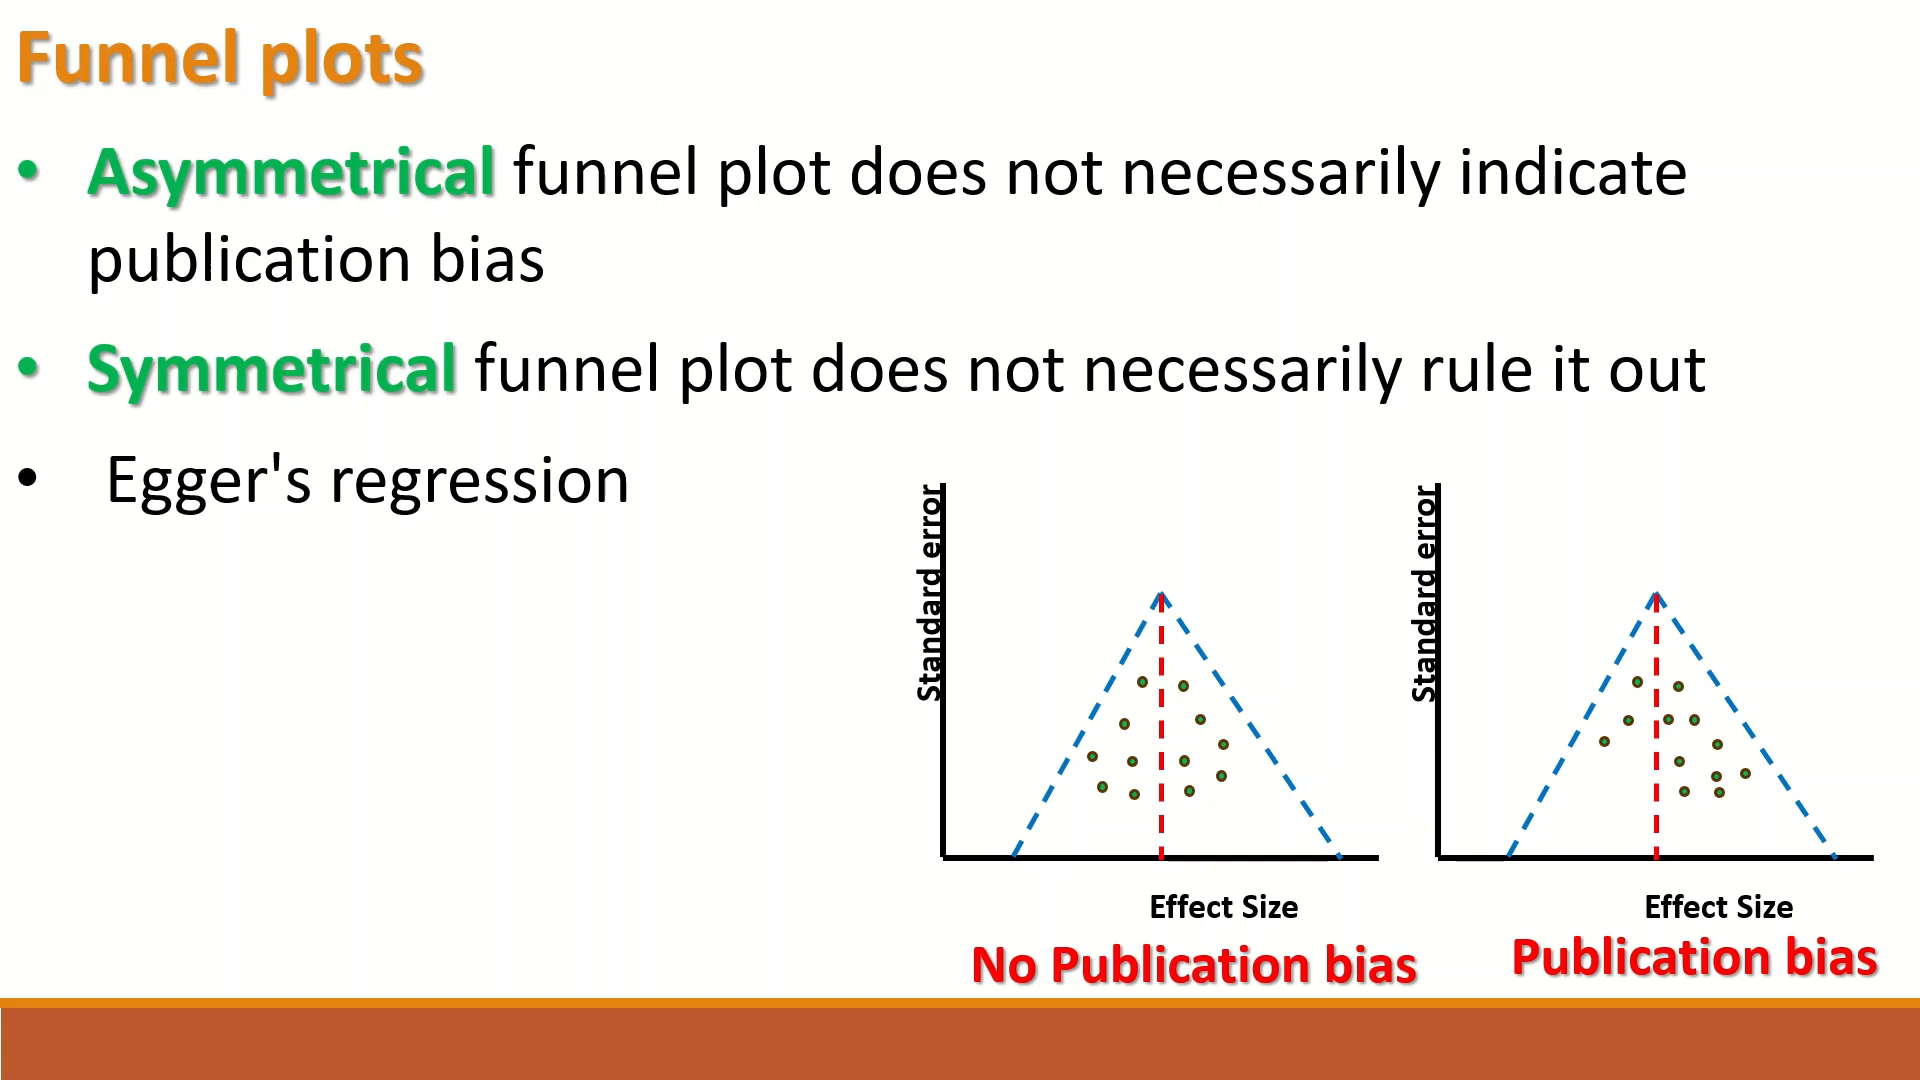 Funnel plots
• Asymmetrical funnel plot does not necessarily indicate
publication bias
• Symmetrical funnel plot does not necessarily rule it out
• Egger's regression
Standard error
Effect Size
No Publication bias
Standard error
Effect Size
Publication bias